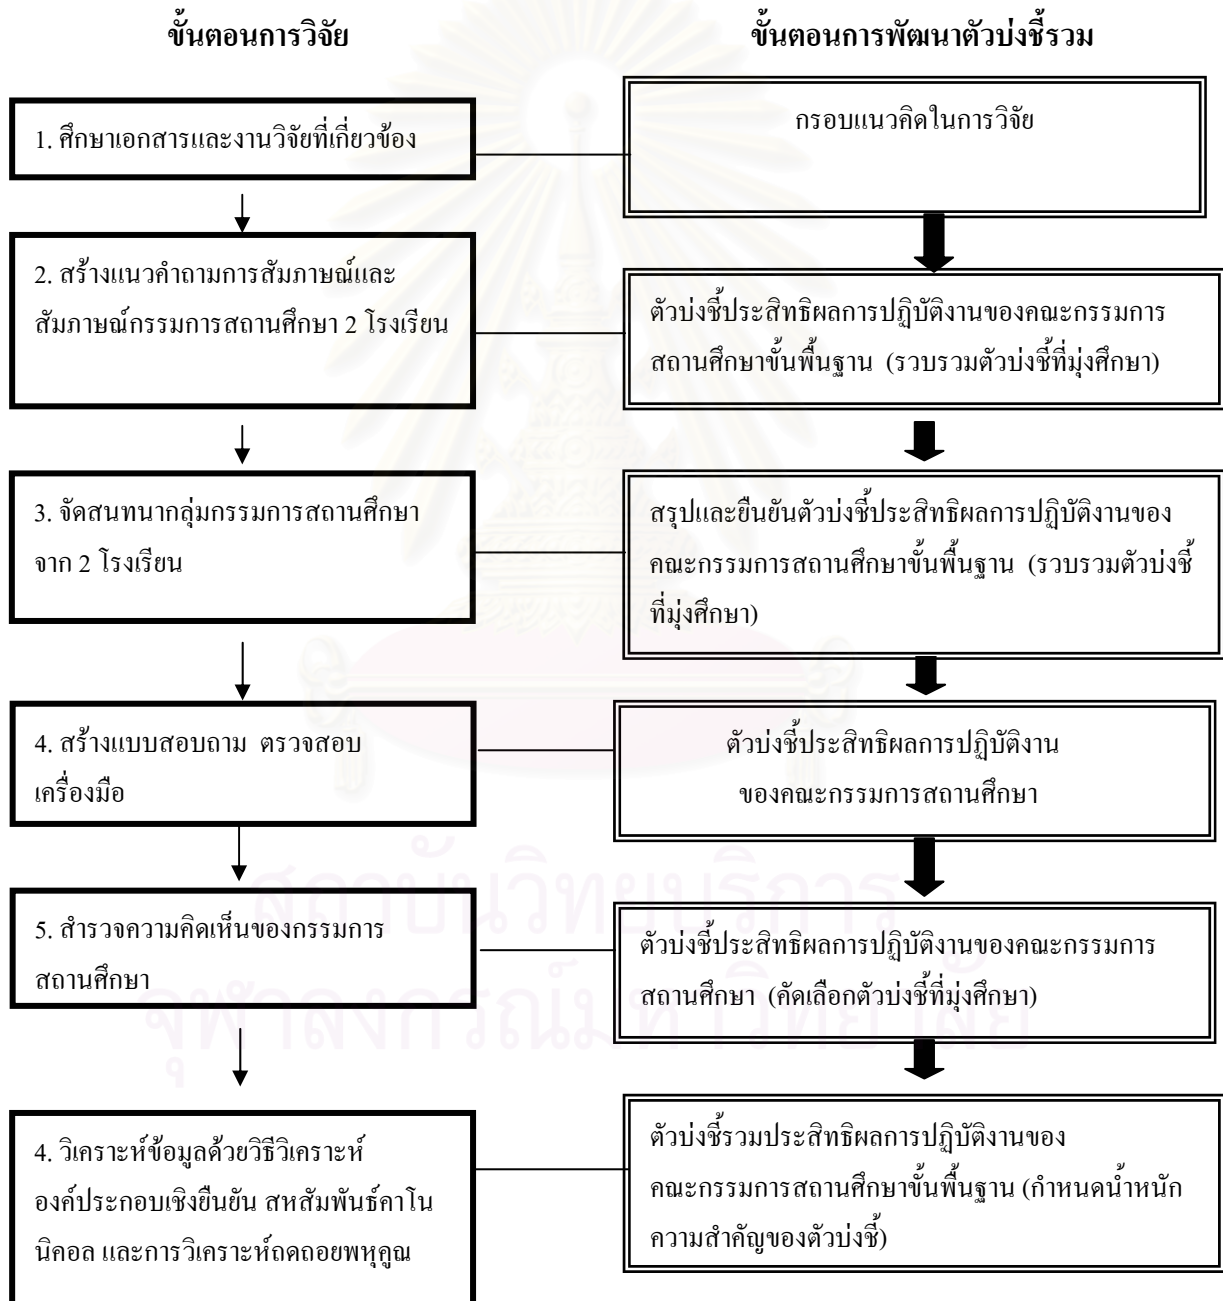 ขั้นตอนการวิจัย
ขั้นตอนการพัฒนาตัวบ่งชี้รวม
1. ศึกษาเอกสารและงานวิจัยที่เกี่ยวข้อง
กรอบแนวคิดในการวิจัย
2. สร้างแนวคำถามการสัมภาษณ์และ
สัมภาษณ์กรรมการสถานศึกษา 2 โรงเรียน
ตัวบ่งชี้ประสิทธิผลการปฏิบัติงานของคณะกรรมการ
สถานศึกษาขั้นพื้นฐาน (รวบรวมตัวบ่งชี้ที่มุ่งศึกษา)
3. จัดสนทนากลุ่มกรรมการสถานศึกษา
จาก 2 โรงเรียน
สรุปและยืนยันตัวบ่งชี้ประสิทธิผลการปฏิบัติงานของ
คณะกรรมการสถานศึกษาขั้นพื้นฐาน (รวบรวมตัวบ่งชี้
ที่มุ่งศึกษา)
4. สร้างแบบสอบถาม ตรวจสอบ
เครื่องมือ
ตัวบ่งชี้ประสิทธิผลการปฏิบัติงาน
ของคณะกรรมการสถานศึกษา
5. สำรวจความคิดเห็นของกรรมการ
สถานศึกษา
ตัวบ่งชี้ประสิทธิผลการปฏิบัติงานของคณะกรรมการ
สถานศึกษา (คัดเลือกตัวบ่งชี้ที่มุ่งศึกษา)
4. วิเคราะห์ข้อมูลด้วยวิธีวิเคราะห์
องค์ประกอบเชิงยืนยัน สหสัมพันธ์คาโน
นิคอล และการวิเคราะห์ถดถอยพหุคูณ
ตัวบ่งชี้รวมประสิทธิผลการปฏิบัติงานของ
คณะกรรมการสถานศึกษาขั้นพื้นฐาน (กำหนดน้ำหนัก
ความสำคัญของตัวบ่งชี้)
สถาบันวิทยบริการ
จุฬาลงกรณ์มหาวิทยาลัย